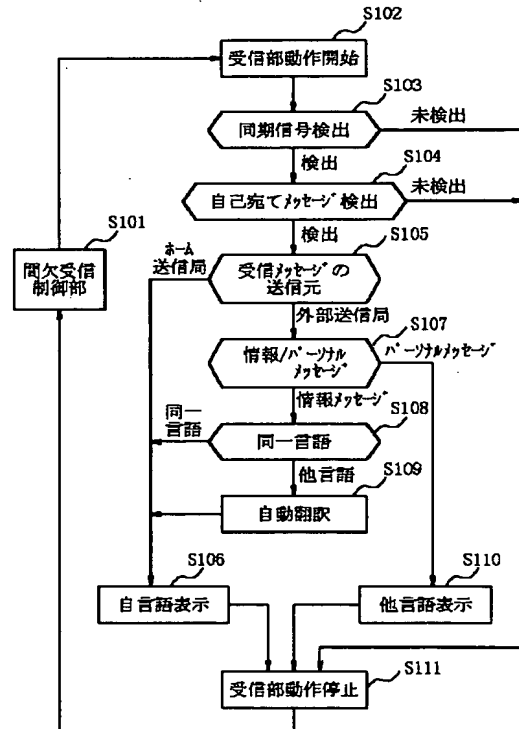 S102
受信部動作開始
S103
同期信号検出
未検出
検出
S104
自己宛てメッセージ検出
未検出
検出
S101
間欠受信
制御部
ホーム
送信局
S105
受信メッセージの
送信元
外部送信局
S107
情報/パーソナル
メッセージ
パーソナルメッセージ
情報メッセージ
S108
同一
言語
同一言語
他言語
S109
自動翻訳
S106
自言語表示
S110
他言語表示
S111
受信部動作停止